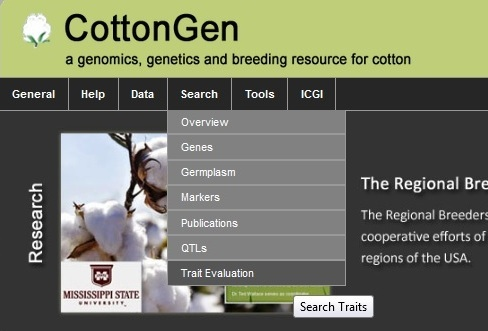 CottonGen
a genomics, genetics and breeding resource for cotton
General Help Data Search Tools ICGI
Overview
Genes
Germplasm
Markers
Publications
QTLs
Trait Evaluation
Search Traits
Research
MISSISSIPPI STATE
UNIVERSITY
The Regional Bre
The Regional Breeders
cooperative efforts of
regions of the USA.